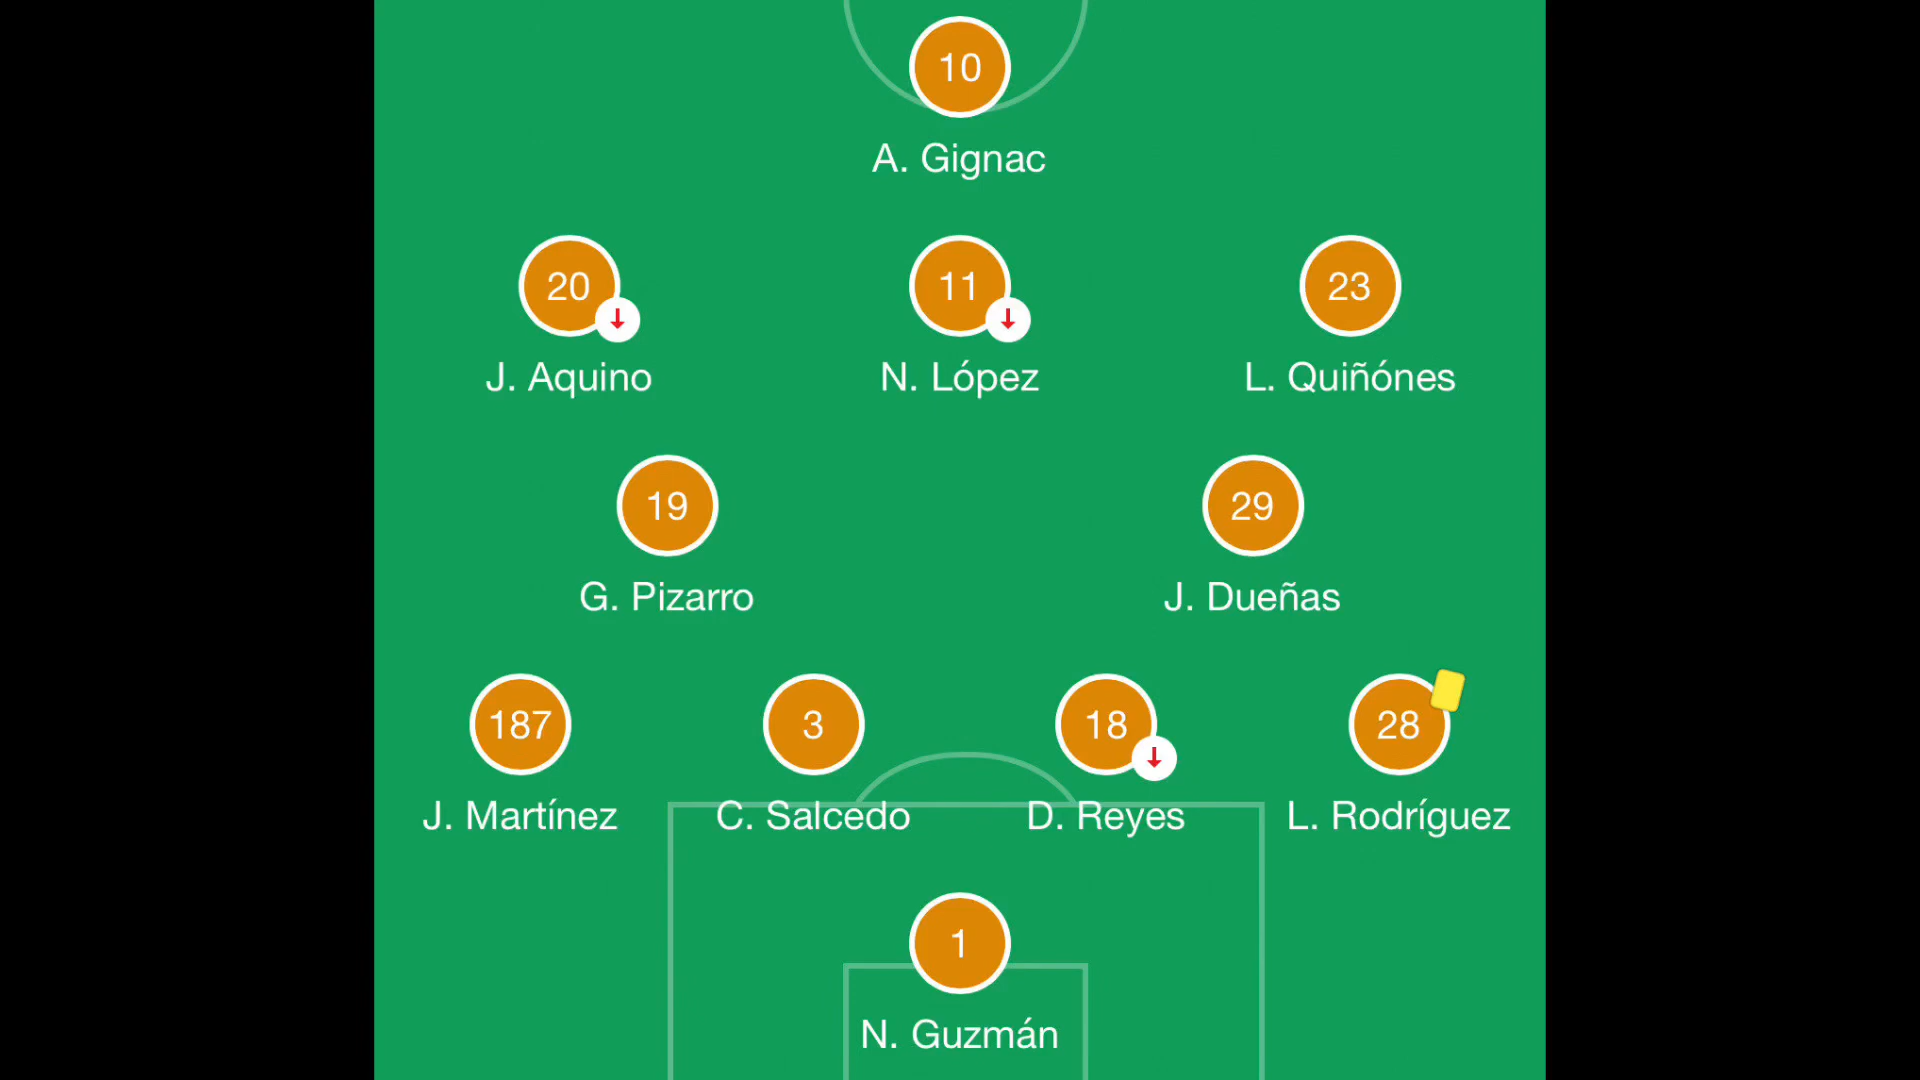 10
A. Gignac
20 11 23
J. Aquino N. López L. Quiñónes
19 29
G. Pizarro J. Dueñas
187 3 18 28
J. Martínez C. Salcedo D. Reyes L. Rodríguez
1
N. Guzmán